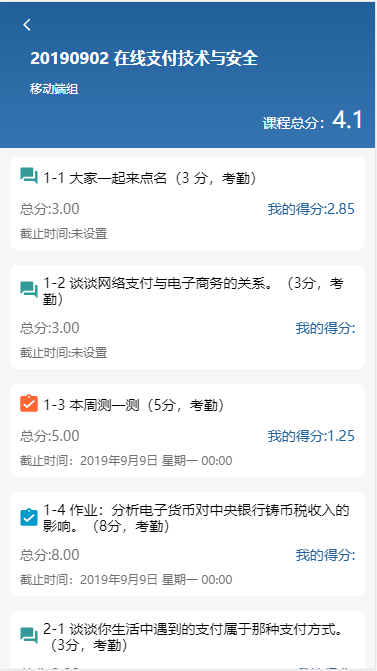 20190902 在线支付技术与安全
移动端组
课程总分：4.1
1-1 大家一起来点名（3 分，考勤）
总分:3.00 我的得分:2.85
截止时间:未设置
1-2 谈谈网络支付与电子商务的关系。（3分，考
勤）
总分:3.00 我的得分:
截止时间:未设置
1-3 本周测一测（5分，考勤）
总分:5.00 我的得分:1.25
截止时间：2019年9月9日 星期一 00:00
1-4 作业：分析电子货币对中央银行铸币税收入的
影响。（8分，考勤）
总分:8.00 我的得分:
截止时间：2019年9月9日 星期一 00:00
2-1 谈谈你生活中遇到的支付属于那种支付方式。
（3分，考勤）